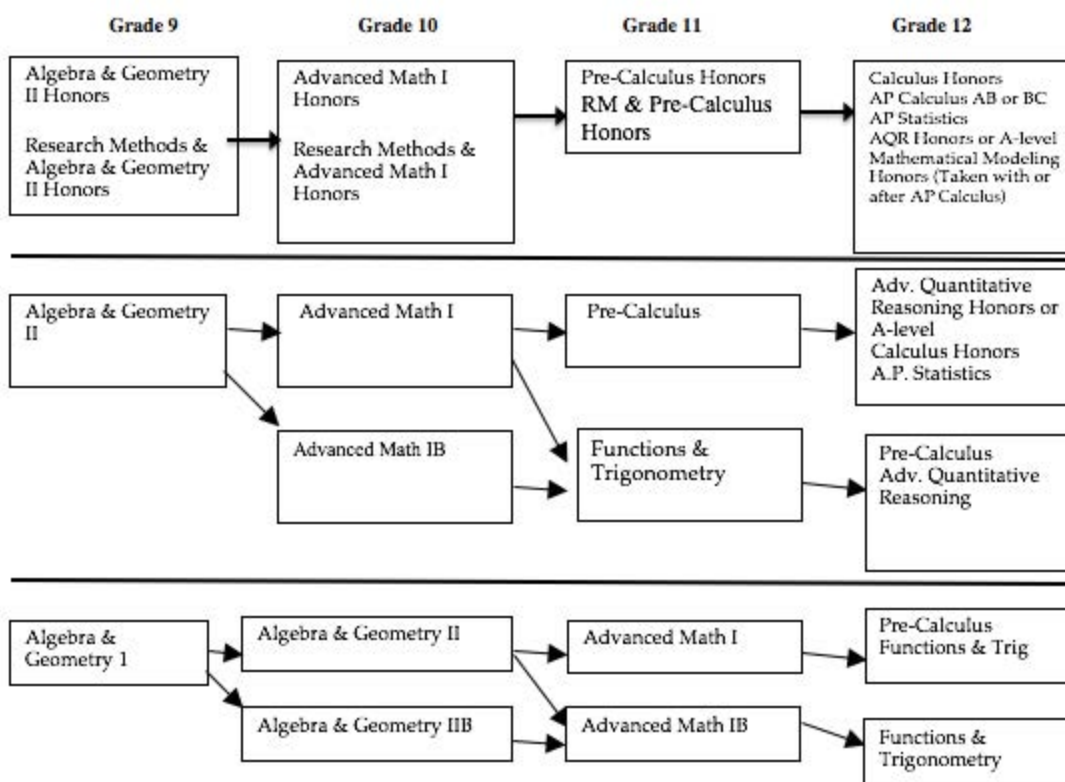 Grade 9
Grade 10
Grade 11
Grade 12
Algebra & Geometry
II Honors
Research Methods &
Algebra & Geometry
II Honors
Advanced Math I
Honors
Research Methods &
Advanced Math I
Honors
Pre-Calculus Honors
RM & Pre-Calculus
Honors
Calculus Honors
AP Calculus AB or BC
AP Statistics
AQR Honors or A-level
Mathematical Modeling
Honors (Taken with or
after AP Calculus)
Algebra & Geometry
II
Advanced Math I
Pre-Calculus
Adv. Quantitative
Reasoning Honors or
A-level
Calculus Honors
A.P. Statistics
Advanced Math IB
Functions &
Trigonometry
Pre-Calculus
Adv. Quantitative
Reasoning
Algebra &
Geometry 1
Algebra & Geometry II
Advanced Math I
Pre-Calculus
Functions & Trig
Algebra & Geometry IIB
Advanced Math IB
Functions &
Trigonometry